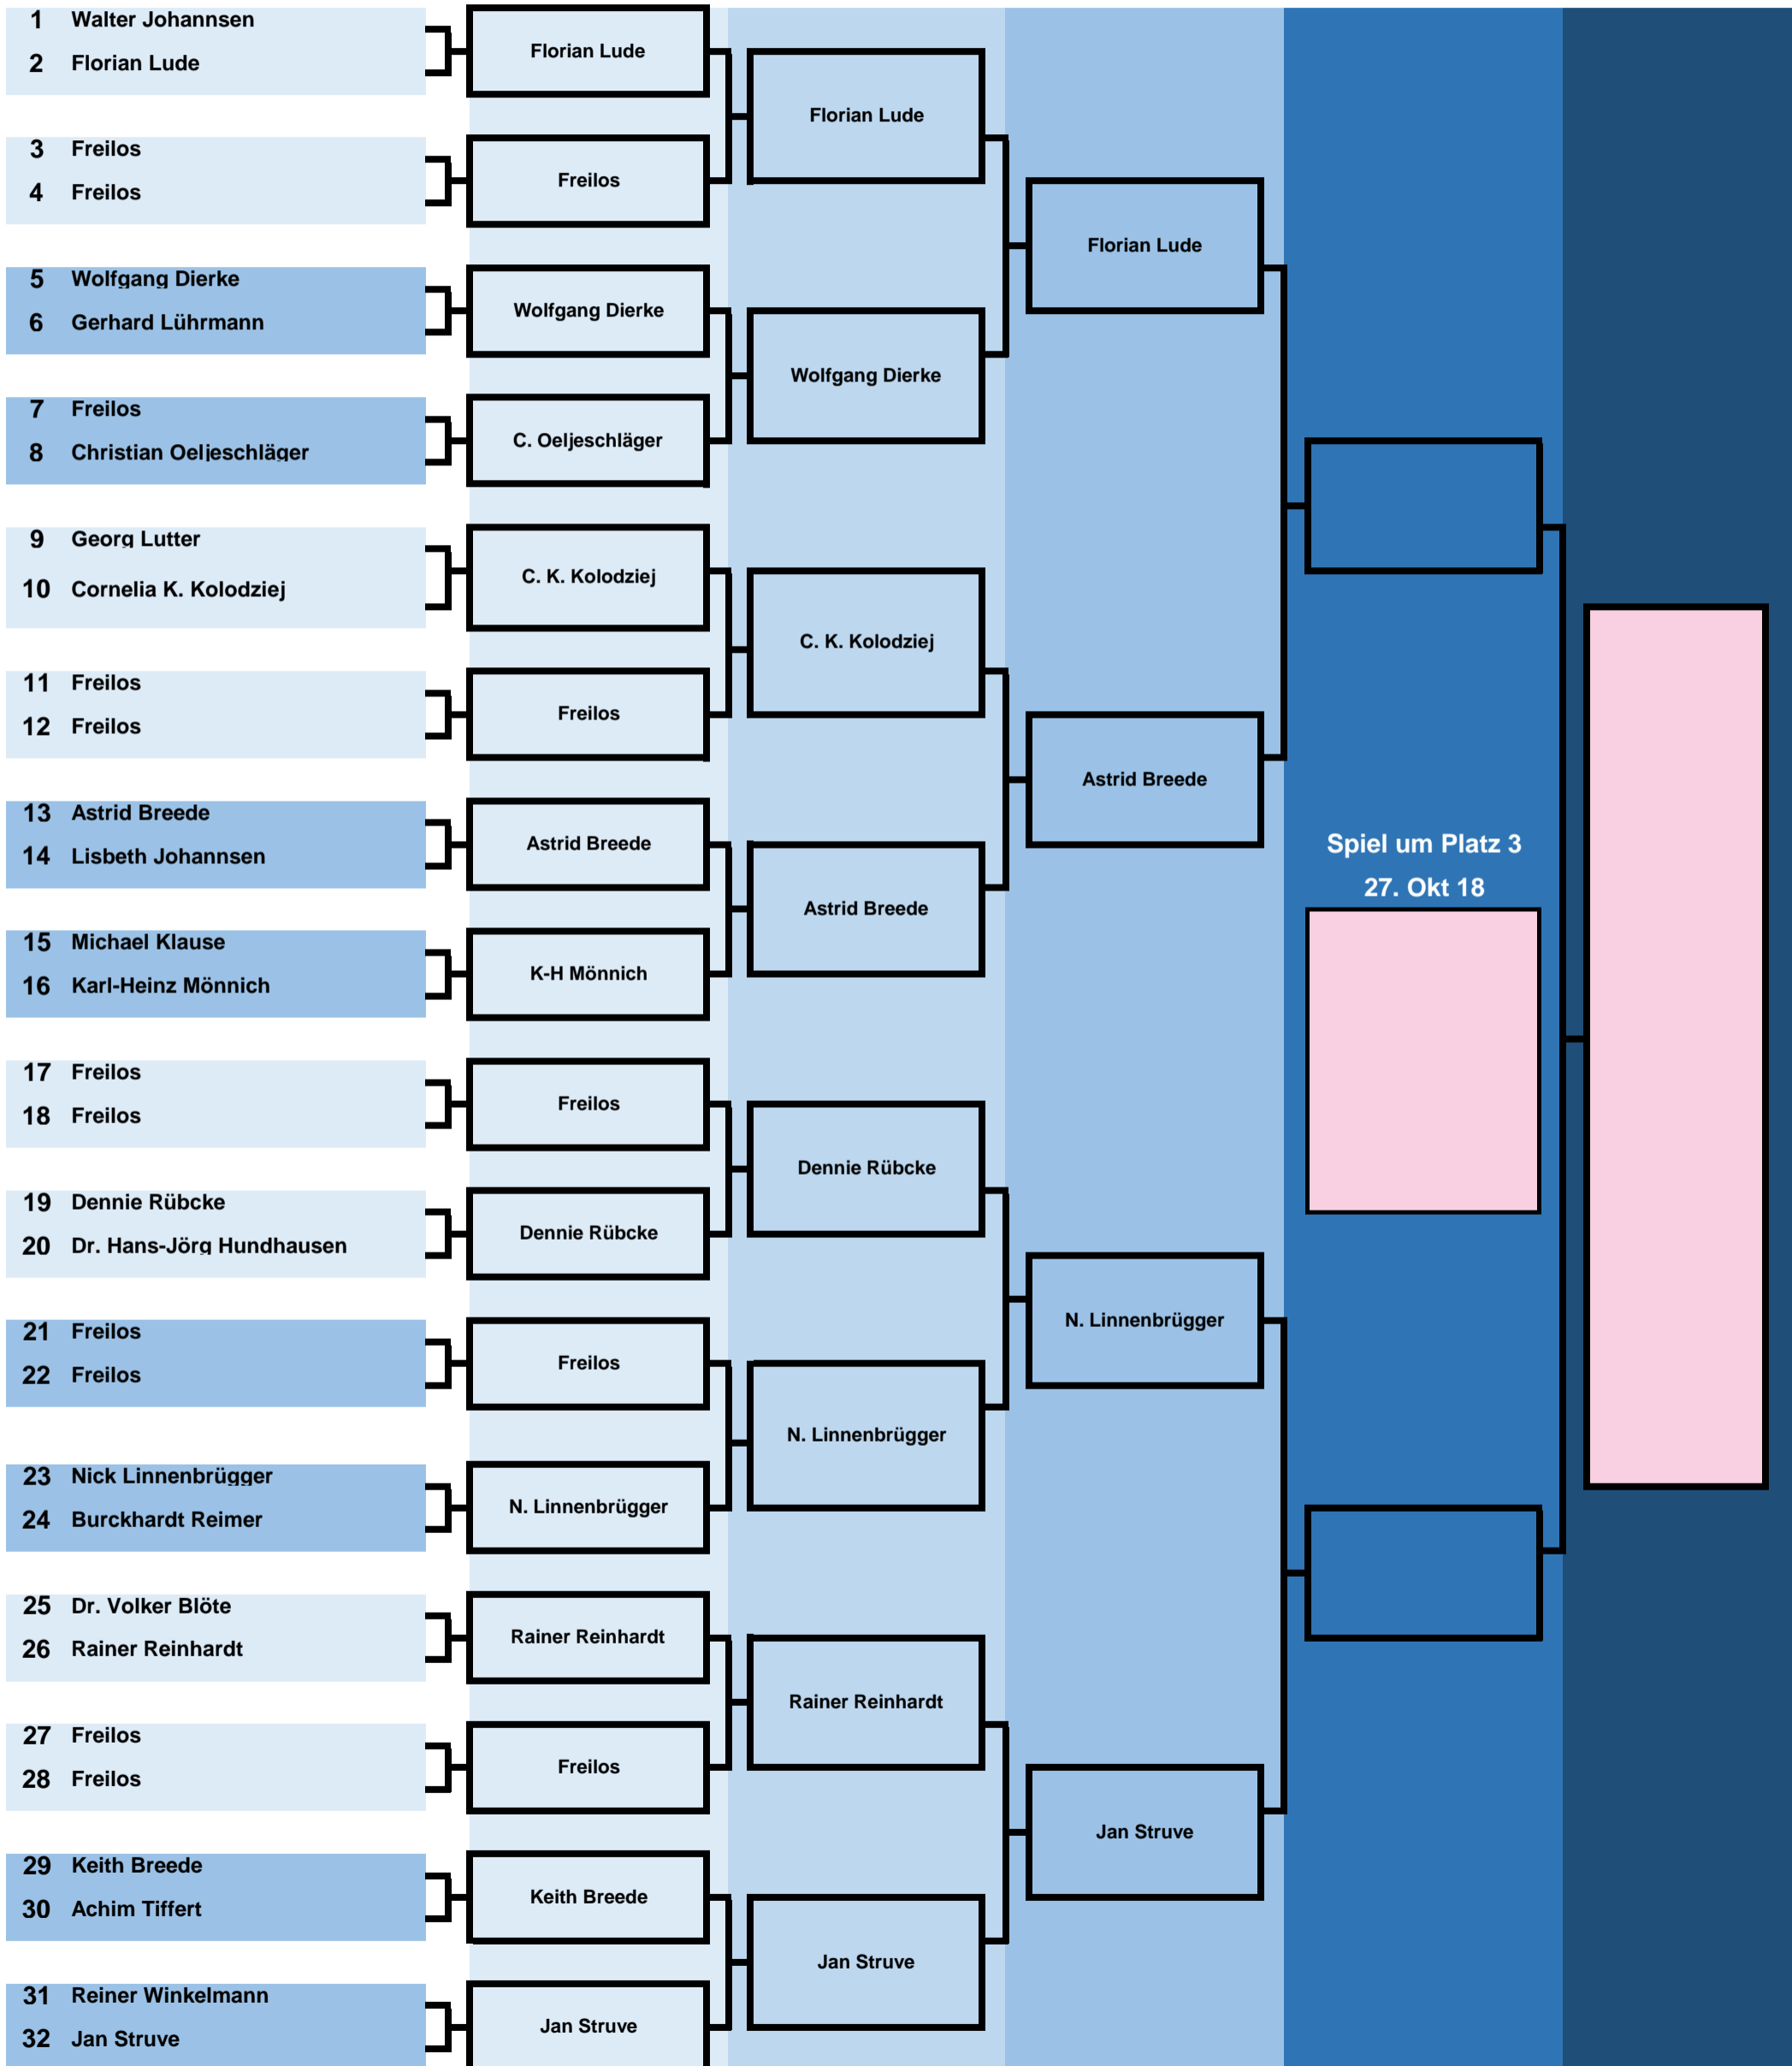 1 Walter Johannsen
2 Florian Lude
3 Freilos
4 Freilos
5 Wolfgang Dierke
6 Gerhard Lührmann
7 Freilos
8 Christian Oeljeschläger
9 Georg Lutter
10 Cornelia K. Kolodziej
11 Freilos
12 Freilos
13 Astrid Breede
14 Lisbeth Johannsen
15 Michael Klause
16 Karl-Heinz Mönnich
17 Freilos
18 Freilos
19 Dennie Rübcke
20 Dr. Hans-Jörg Hundhausen
21 Freilos
22 Freilos
23 Nick Linnenbrügger
24 Burckhardt Reimer
25 Dr. Volker Blöte
26 Rainer Reinhardt
27 Freilos
28 Freilos
29 Keith Breede
30 Achim Tiffert
31 Reiner Winkelmann
32 Jan Struve
Florian Lude
Freilos
Wolfgang Dierke
C. Oeljeschläger
C. K. Kolodziej
Freilos
Astrid Breede
K-H Mönnich
Freilos
Dennie Rübcke
Freilos
N. Linnenbrügger
Rainer Reinhardt
Freilos
Keith Breede
Jan Struve
Florian Lude
Wolfgang Dierke
C. K. Kolodziej
Astrid Breede
Dennie Rübcke
N. Linnenbrügger
Rainer Reinhardt
Jan Struve
Florian Lude
Astrid Breede
N. Linnenbrügger
Jan Struve
Spiel um Platz 3
27. Okt 18